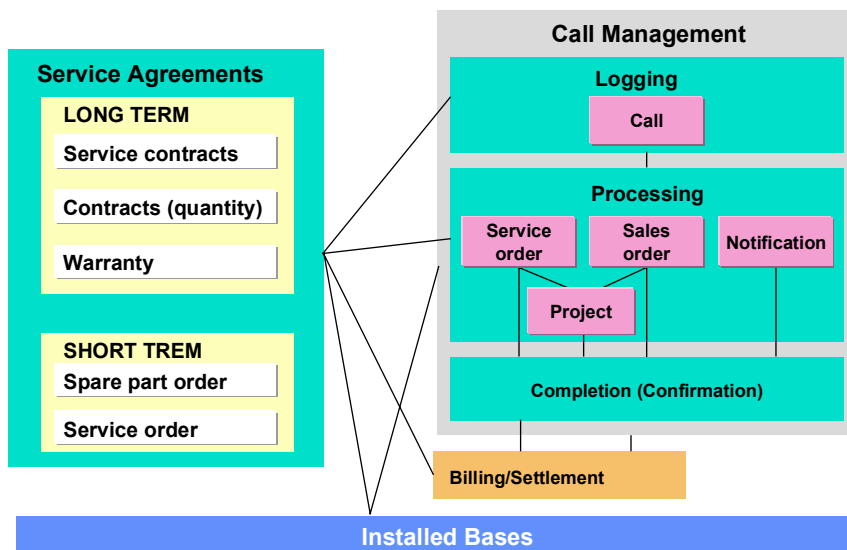 Service Agreements
LONG TERM
Service contracts
Contracts (quantity)
Warranty
SHORT TREM
Spare part order
Service order
Call Management
Logging
Call
Processing
Service
order
Sales
order
Notification
Project
Completion (Confirmation)
Billing/Settlement
Installed Bases